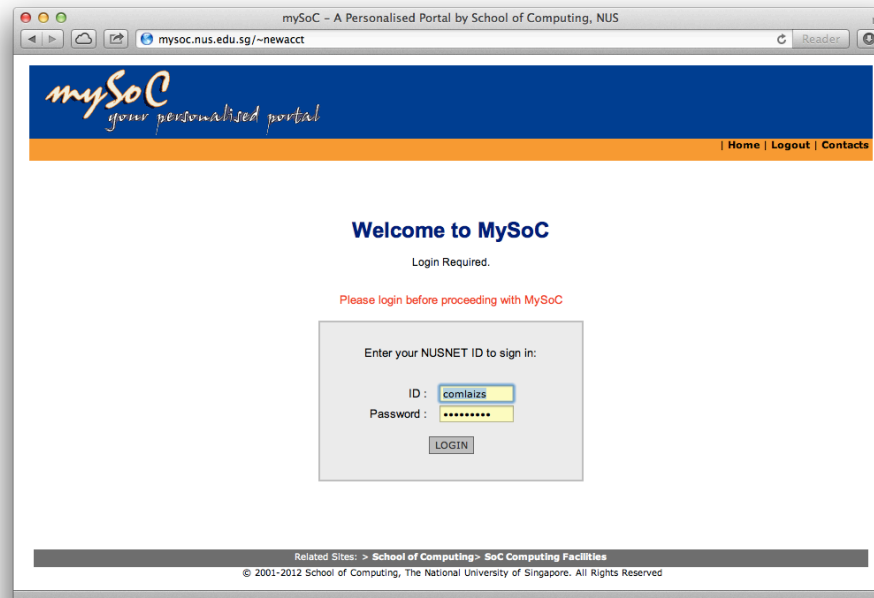 mySoC – A Personalised Portal by School of Computing, NUS
mysoc.nus.edu.sg/~newacct
Reader
mySoC
your personalised portal
| Home | Logout | Contacts
Welcome to MySoC
Login Required.
Please login before proceeding with MySoC
Enter your NUSNET ID to sign in:
ID : comlaizs
Password : •••••••••
LOGIN
Related Sites: > School of Computing> SoC Computing Facilities
© 2001-2012 School of Computing, The National University of Singapore. All Rights Reserved